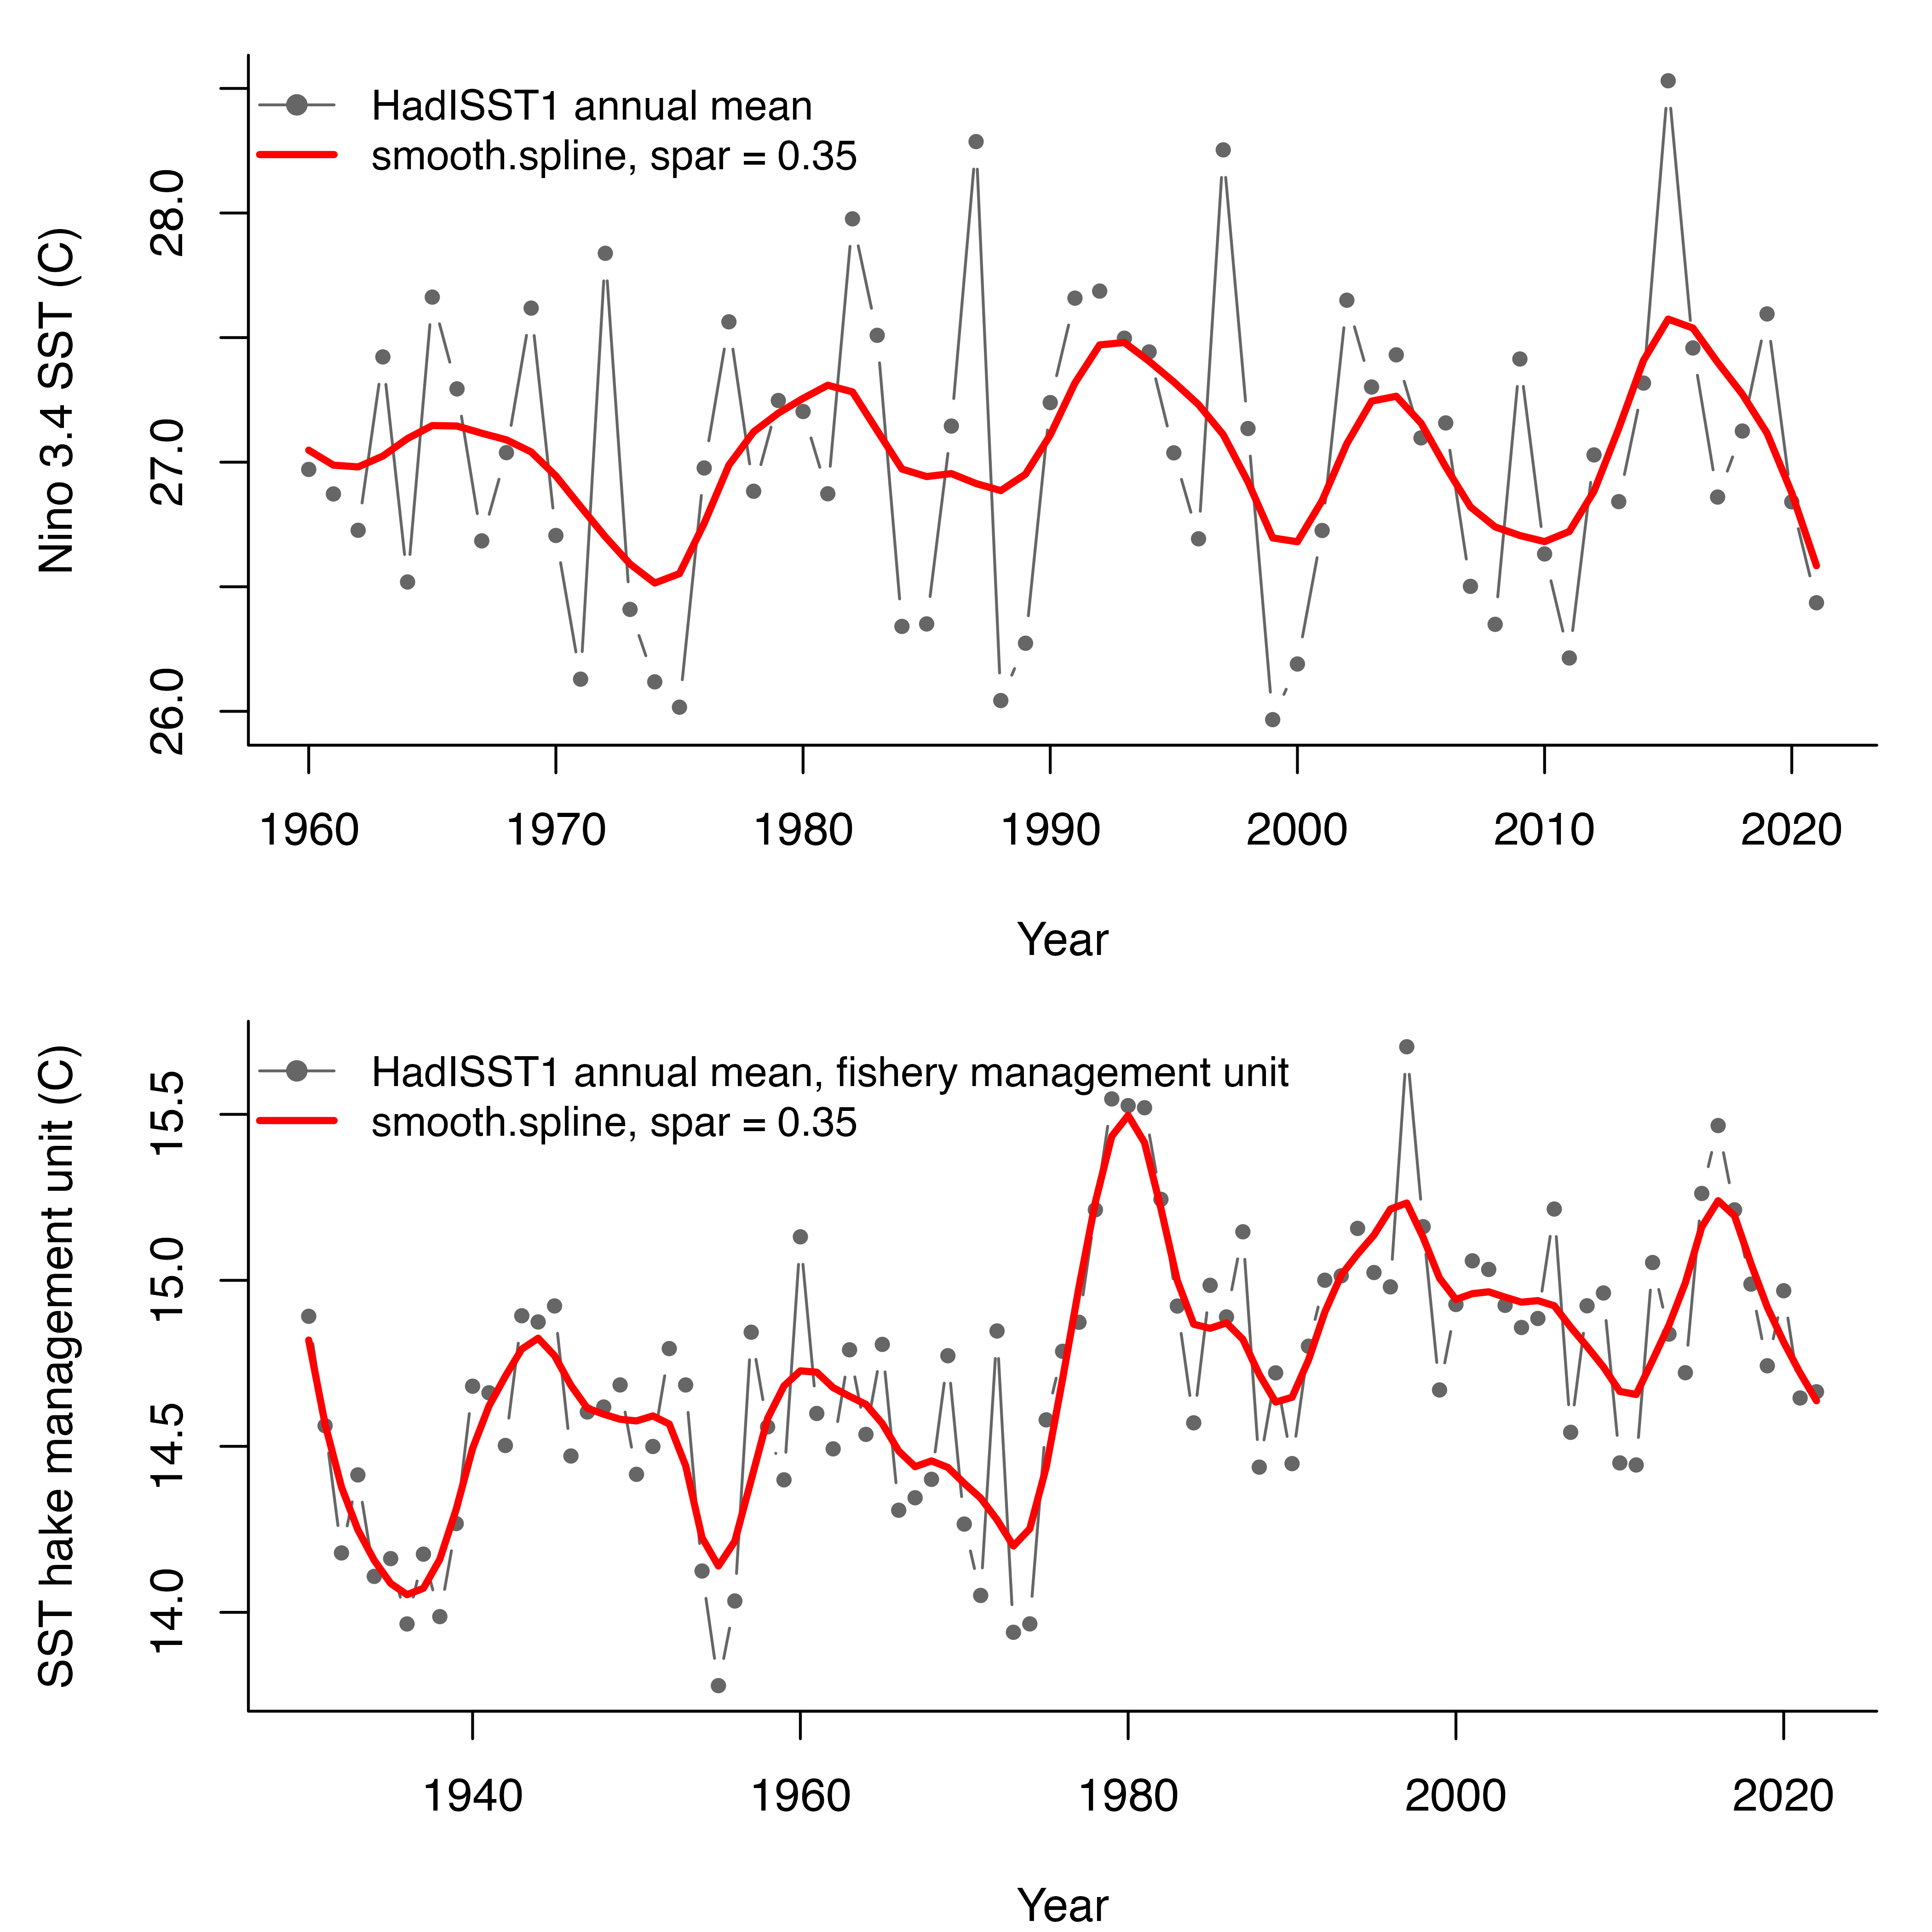 HadISST1 annual mean
smooth.spline, spar = 0.35
Nino 3.4 SST (C)
28.0
27.0
26.0
1960 1970 1980 1990 2000 2010 2020
Year
HadISST1 annual mean, fishery management unit
smooth.spline, spar = 0.35
SST hake management unit (C)
15.5
15.0
14.5
14.0
1940 1960 1980 2000 2020
Year